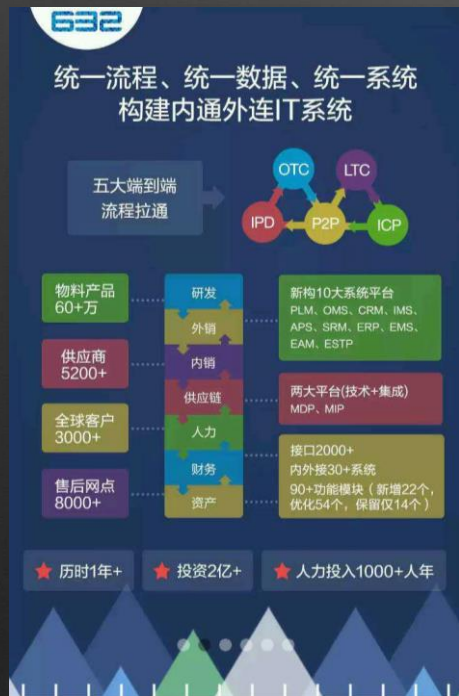 632
统一流程、统一数据、统一系统
构建内通外连IT系统
五大端到端
流程拉通
OTC
LTC
IPD
P2P
ICP
物料产品
60+万
供应商
5200+
全球客户
3000+
售后网点
8000+
研发
外销
内销
供应链
人力
财务
资产
新构10大系统平台
PLM、OMS、CRM、IMS、
APS、SRM、ERP、EMS、
EAM、ESTP
两大平台(技术+集成)
MDP、MIP
接口2000+
内外接30+系统
90+功能模块（新增22个，
优化54个，保留仅14个）
历时1年+
投资2亿+
人力投入1000+人年